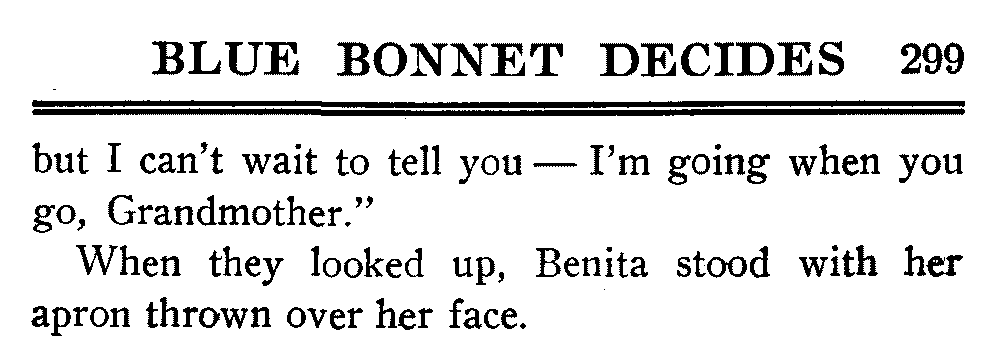 BLUE BONNET DECIDES 299
but I can't wait to tell you — I'm going when you
go, Grandmother.”
When they looked up, Benita stood with her
apron thrown over her face.